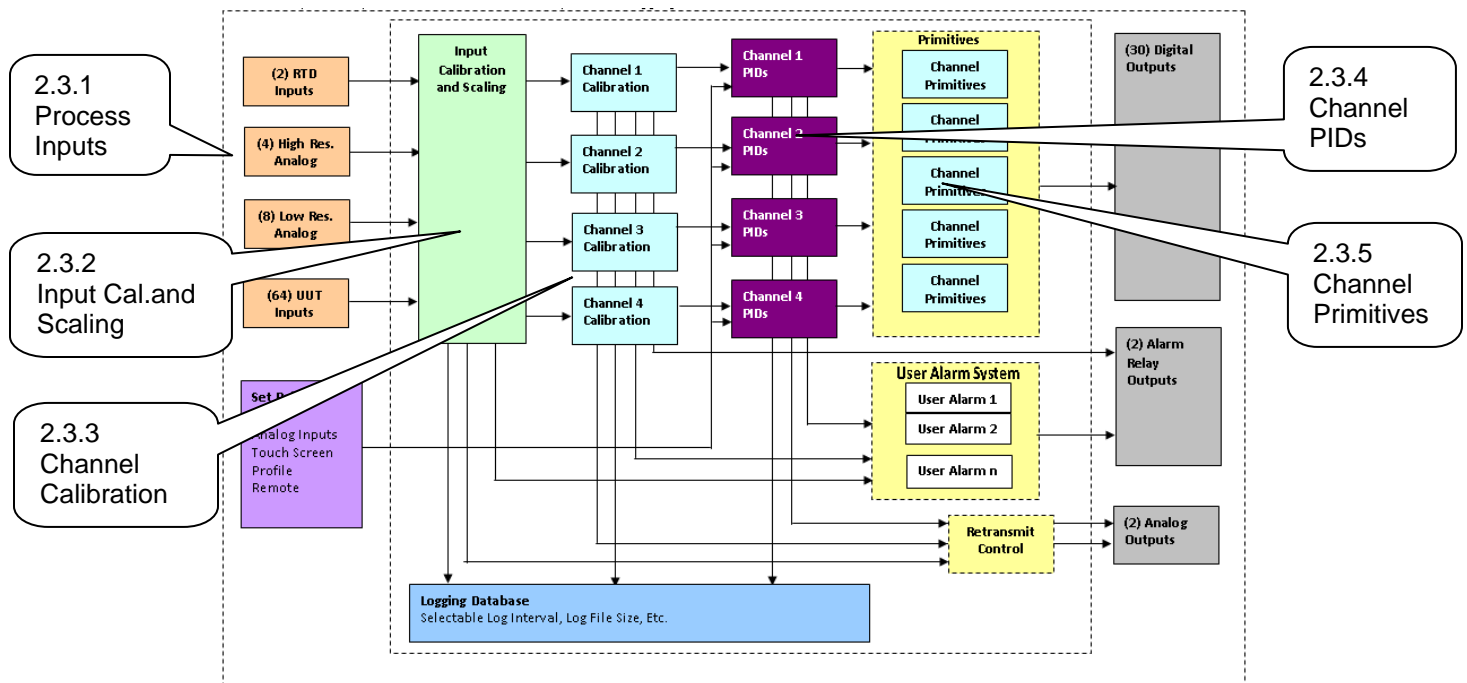 2.3.1
Process
Inputs
2.3.2
Input Cal.and
Scaling
2.3.3
Channel
Calibration
(2) RTD
Inputs
(4) High Res.
Analog
(8) Low Res.
Analog
(64) UUT
Inputs
Set
Analog Inputs
Touch Screen
Profile
Remote
Input
Calibration
and Scaling
Channel 1
Calibration
Channel 2
Calibration
Channel 3
Calibration
Channel 4
Calibration
Channel 1
PIDs
Channel 2
PIDs
Channel 3
PIDs
Channel 4
PIDs
Primitives
Channel
Primitives
Channel
Channel
Primitives
Channel
Primitives
Channel
Primitives
User Alarm System
User Alarm 1
User Alarm 2
User Alarm n
Retransmit
Control
Logging Database
Selectable Log Interval, Log File Size, Etc.
(30) Digital
Outputs
(2) Alarm
Relay
Outputs
(2) Analog
Outputs
2.3.4
Channel
PIDs
2.3.5
Channel
Primitives